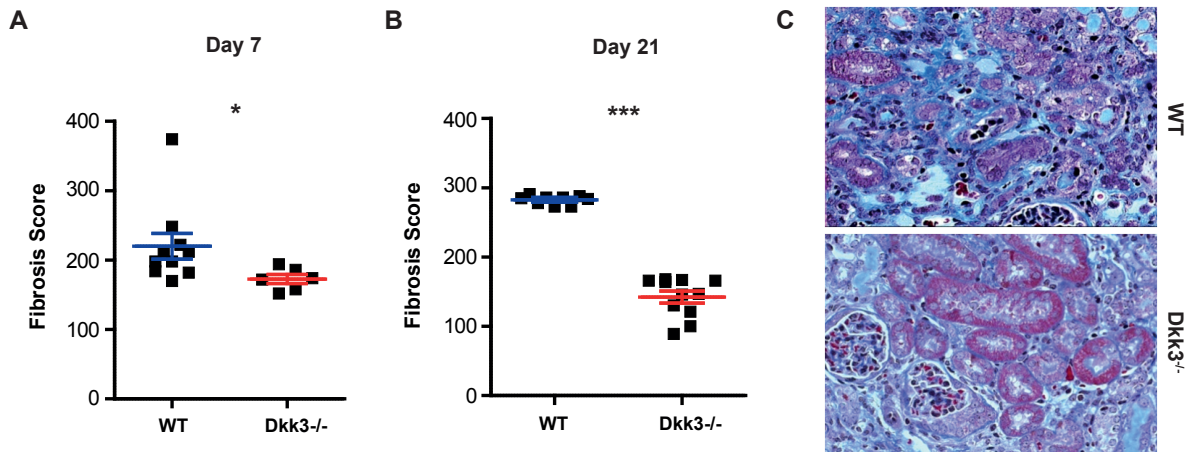 A
Day 7
*
400
300
200
100
0
Fibrosis Score
WT
Dkk3-/-
B
Day 21
***
400
300
200
100
0
Fibrosis Score
WT
Dkk3-/-
C
WT
Dkk3-/-